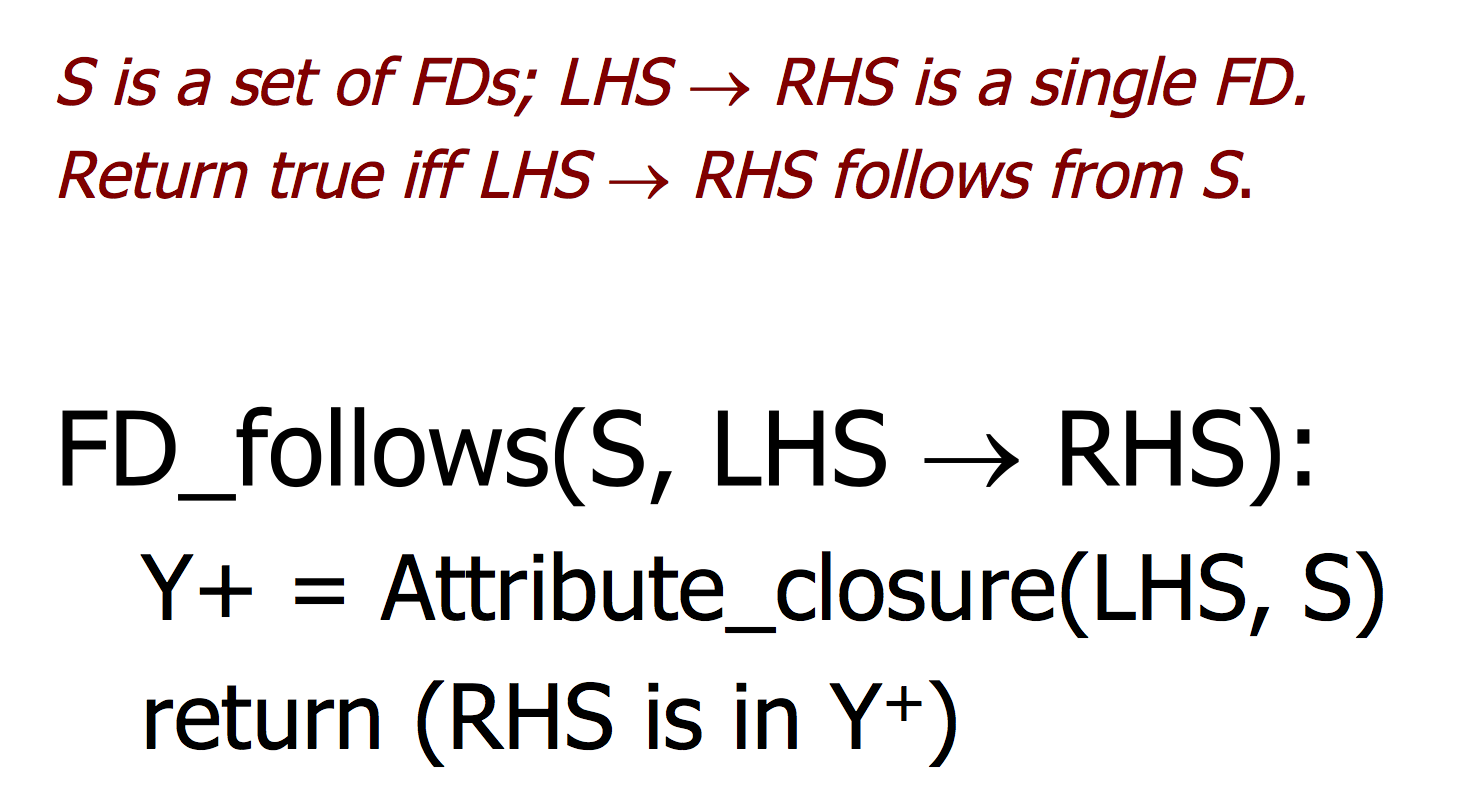 S is a set of FDs; LHS → RHS is a single FD.
Return true iff LHS → RHS follows from S.
FD_follows(S, LHS → RHS):
Y+ = Attribute_closure(LHS, S)
return (RHS is in Y⁺)